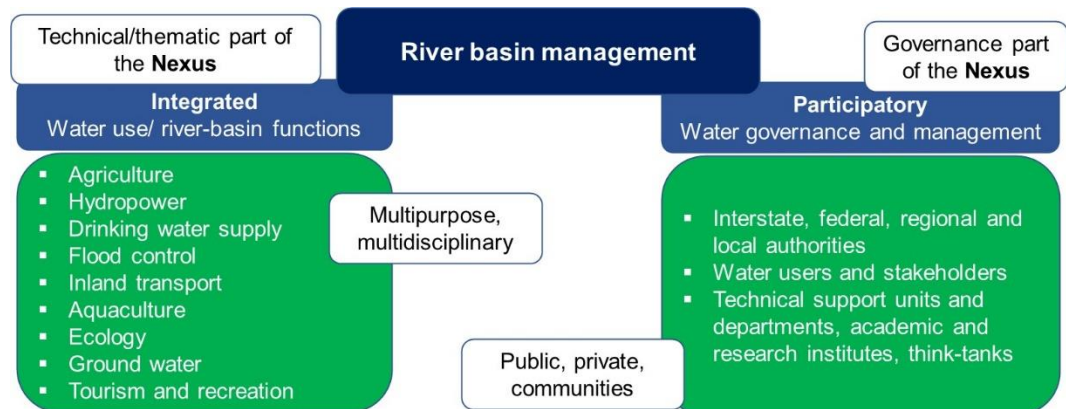 Technical/thematic part of
the Nexus
River basin management
Governance part
of the Nexus
Integrated
Water use/ river-basin functions
Participatory
Water governance and management
▪ Agriculture
▪ Hydropower
▪ Drinking water supply
▪ Flood control
▪ Inland transport
▪ Aquaculture
▪ Ecology
▪ Ground water
▪ Tourism and recreation
Multipurpose,
multidisciplinary
▪ Interstate, federal, regional and
local authorities
▪ Water users and stakeholders
▪ Technical support units and
departments, academic and
research institutes, think-tanks
Public, private,
communities